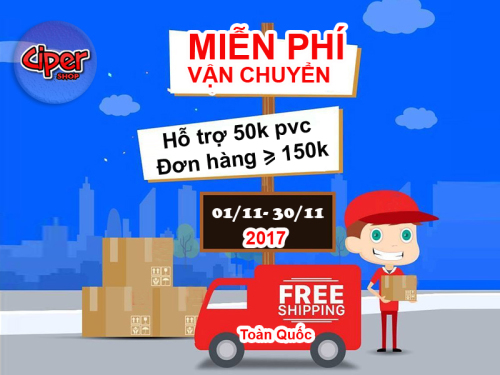 Ciper
SHOP
MIỄN PHÍ
VẬN CHUYỂN
Hỗ trợ 50k pvc
Đơn hàng ⩾ 150k
01/11- 30/11
2017
FREE
SHIPPING
Toàn Quốc